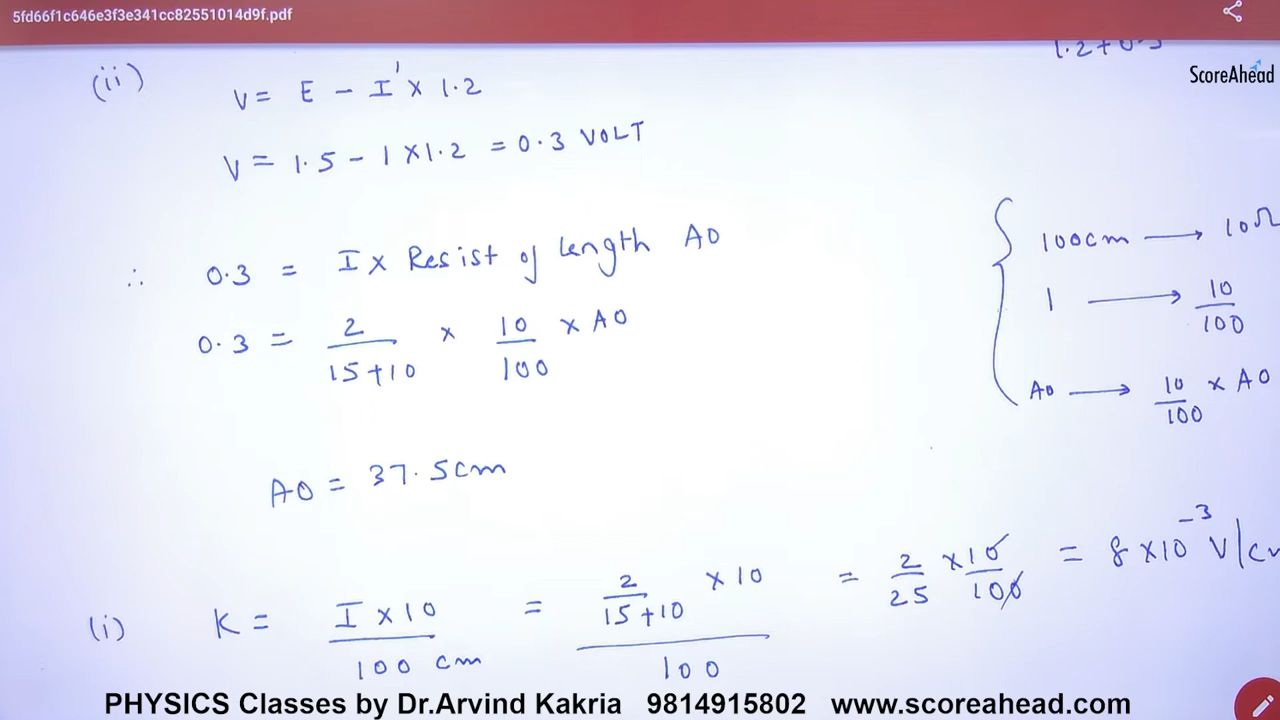 5fd66f1c646e3f3e341cc82551014d9f.pdf
ScoreAhead
(ii) V = E - I' × 1.2
V = 1.5 - 1 × 1.2 = 0.3 VOLT
∴ 0.3 = I × Resist of length AO
0.3 = 2/(15+10) × 10/100 × AO
AO = 37.5cm
100cm → 10Ω
1 → 10/100
AO → 10/100 × AO
(i) K = (I × 10)/(100 cm) = (2/(15+10) × 10)/100 = 2/25 × 10/100 = 8 × 10⁻³ V/cm
PHYSICS Classes by Dr.Arvind Kakria 9814915802 www.scoreahead.com